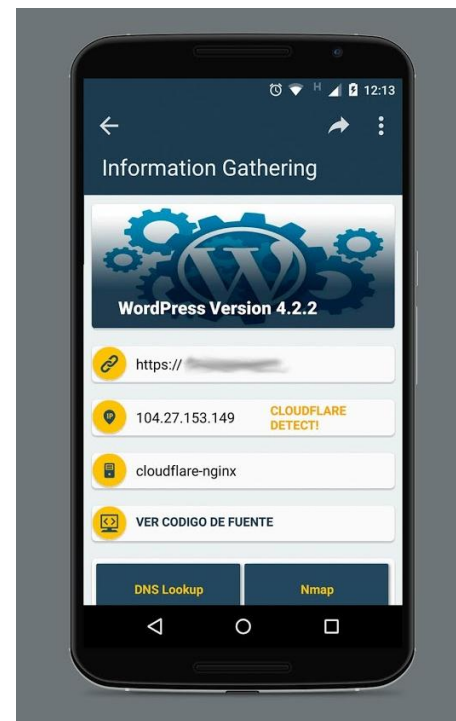 H 12:13
Information Gathering
WordPress Version 4.2.2
https://
IP 104.27.153.149 CLOUDFLARE
DETECT!
cloudflare-nginx
VER CODIGO DE FUENTE
DNS Lookup Nmap